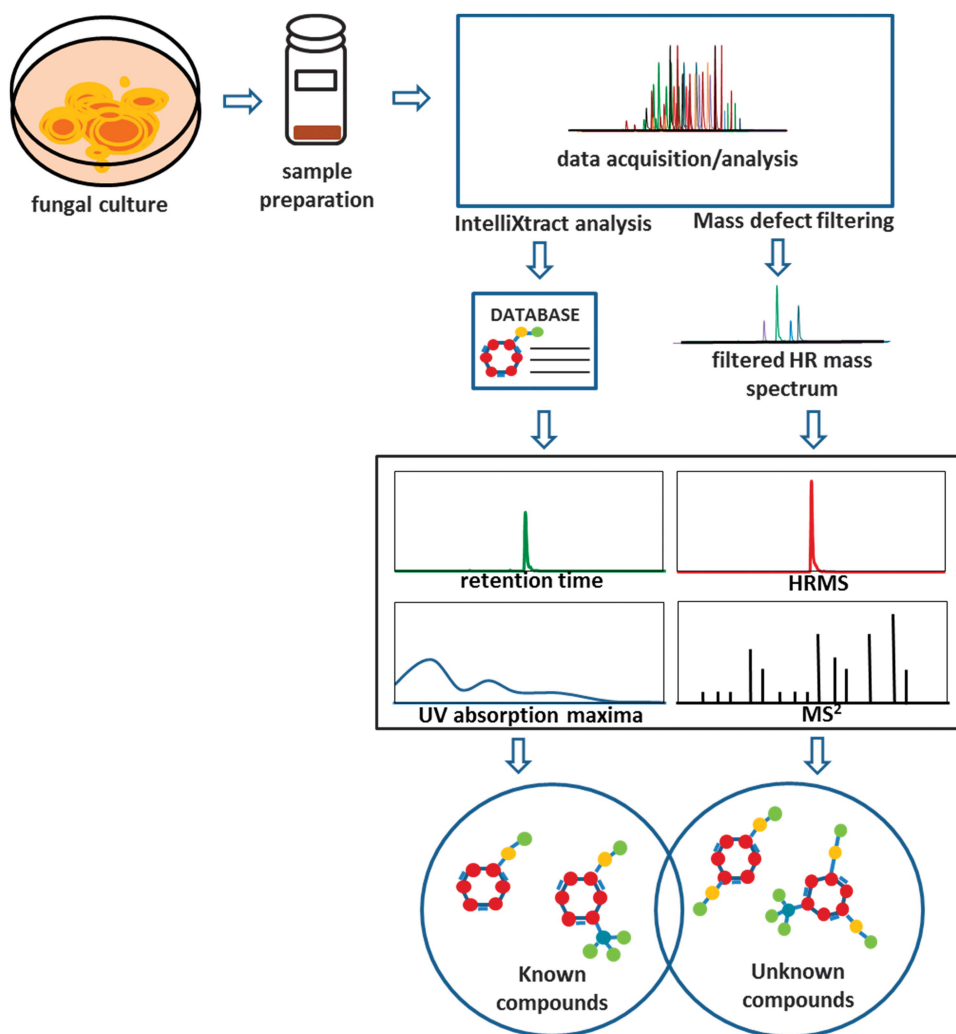 fungal culture
sample
preparation
data acquisition/analysis
IntelliXtract analysis
Mass defect filtering
DATABASE
filtered HR mass
spectrum
retention time
HRMS
UV absorption maxima
MS²
Known
compounds
Unknown
compounds